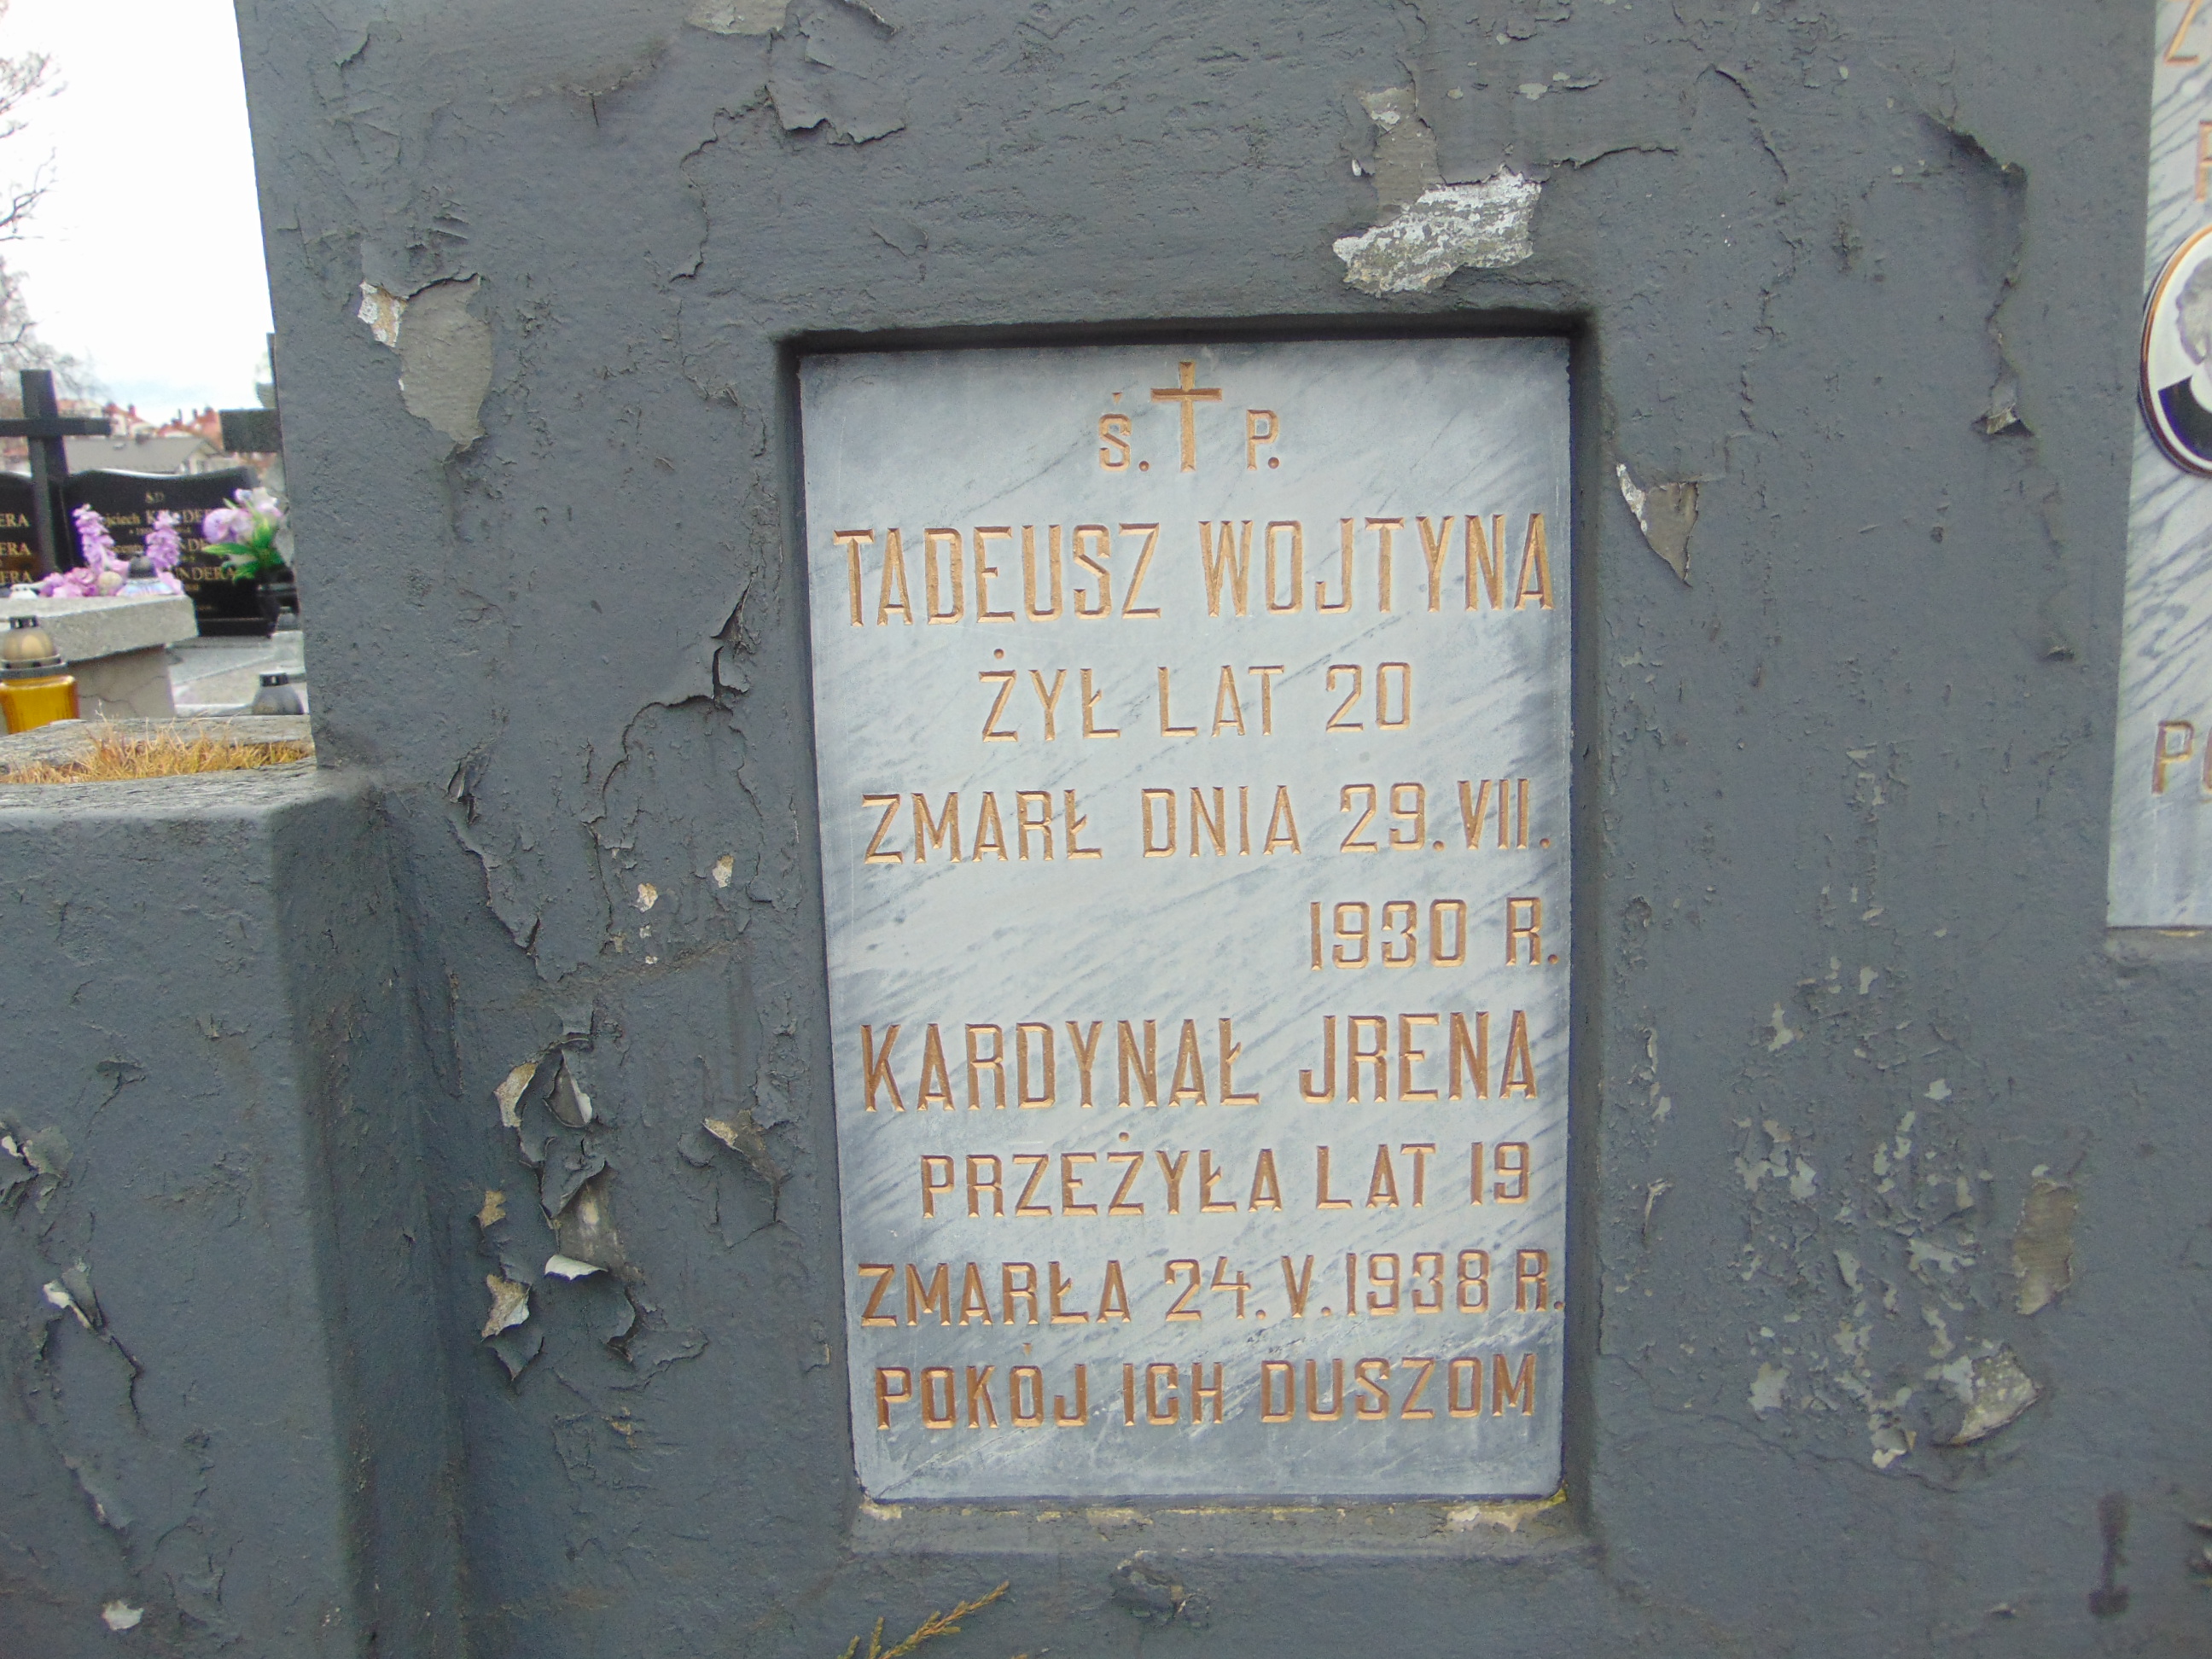 Ś. P.
TADEUSZ WOJTYNA
ŻYŁ LAT 20
ZMARŁ DNIA 29.VII.
1930 R.
KARDYNAŁ JRENA
PRZEŻYŁA LAT 19
ZMARŁA 24.V.1938 R.
POKÓJ ICH DUSZOM